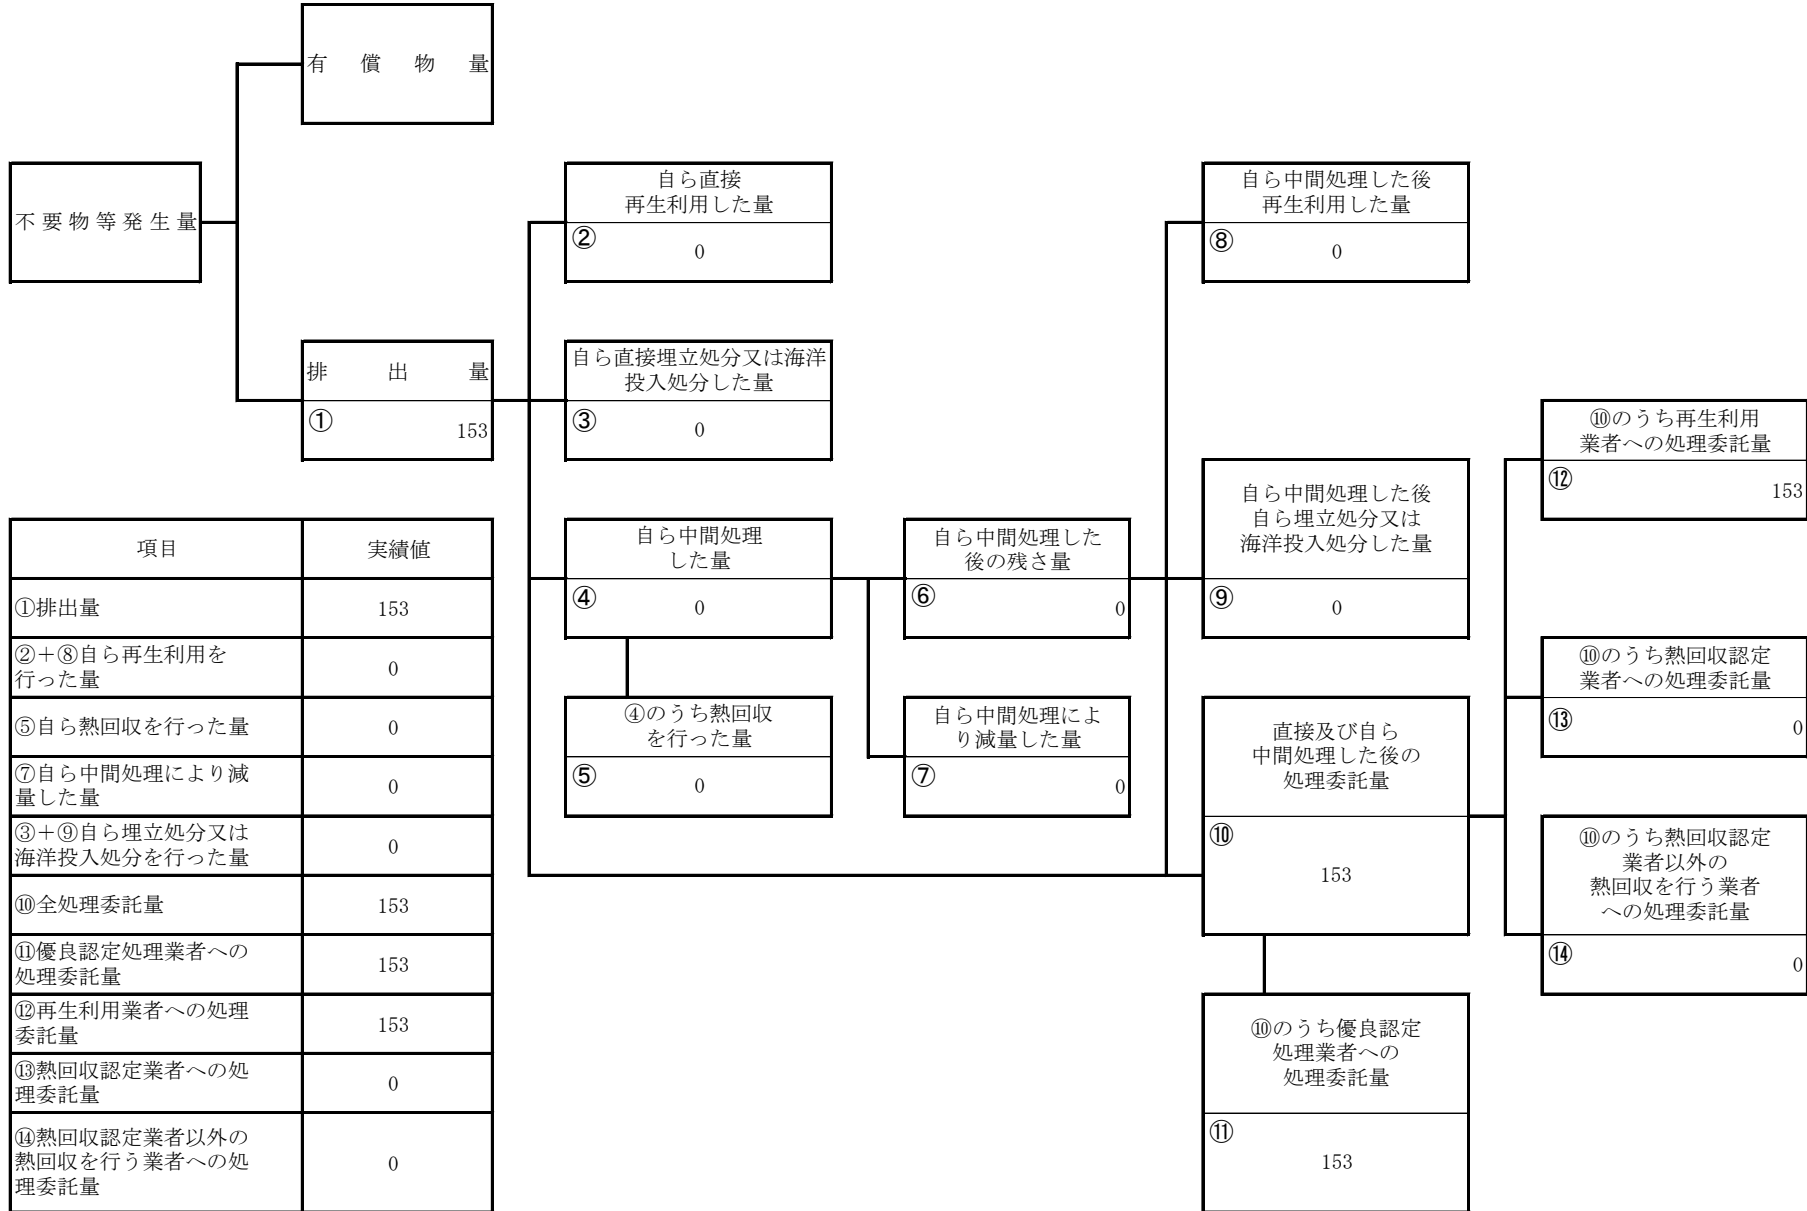 有償物量
不要物等発生量
排出量
①
153
自ら直接
再生利用した量
②
0
自ら直接埋立処分又は海洋
投入処分した量
③
0
自ら中間処理
した量
④
0
④のうち熱回収
を行った量
⑤
0
自ら中間処理した
後の残さ量
⑥
0
自ら中間処理によ
り減量した量
⑦
0
自ら中間処理した後
再生利用した量
⑧
0
自ら中間処理した後
自ら埋立処分又は
海洋投入処分した量
⑨
0
直接及び自ら
中間処理した後の
処理委託量
⑩
153
⑩のうち優良認定
処理業者への
処理委託量
⑪
153
⑩のうち再生利用
業者への処理委託量
⑫
153
⑩のうち熱回収認定
業者への処理委託量
⑬
0
⑩のうち熱回収認定
業者以外の
熱回収を行う業者
への処理委託量
⑭
0
項目 実績値
①排出量 153
②＋⑧自ら再生利用を
行った量
0
⑤自ら熱回収を行った量 0
⑦自ら中間処理により減
量した量
0
③＋⑨自ら埋立処分又は
海洋投入処分を行った量
0
⑩全処理委託量 153
⑪優良認定処理業者への
処理委託量
153
⑫再生利用業者への処理
委託量
153
⑬熱回収認定業者への処
理委託量
0
⑭熱回収認定業者以外の
熱回収を行う業者への処
理委託量
0